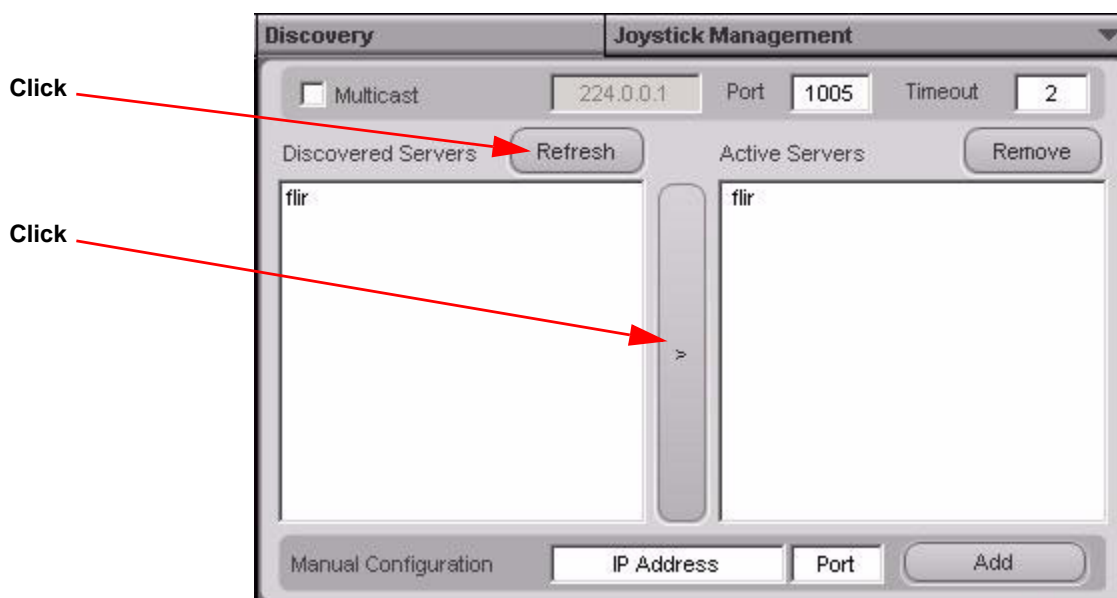 Discovery Joystick Management
Click
Multicast 224.0.0.1 Port 1005 Timeout 2
Discovered Servers Refresh Active Servers Remove
flir flir
Click
>
Manual Configuration IP Address Port Add